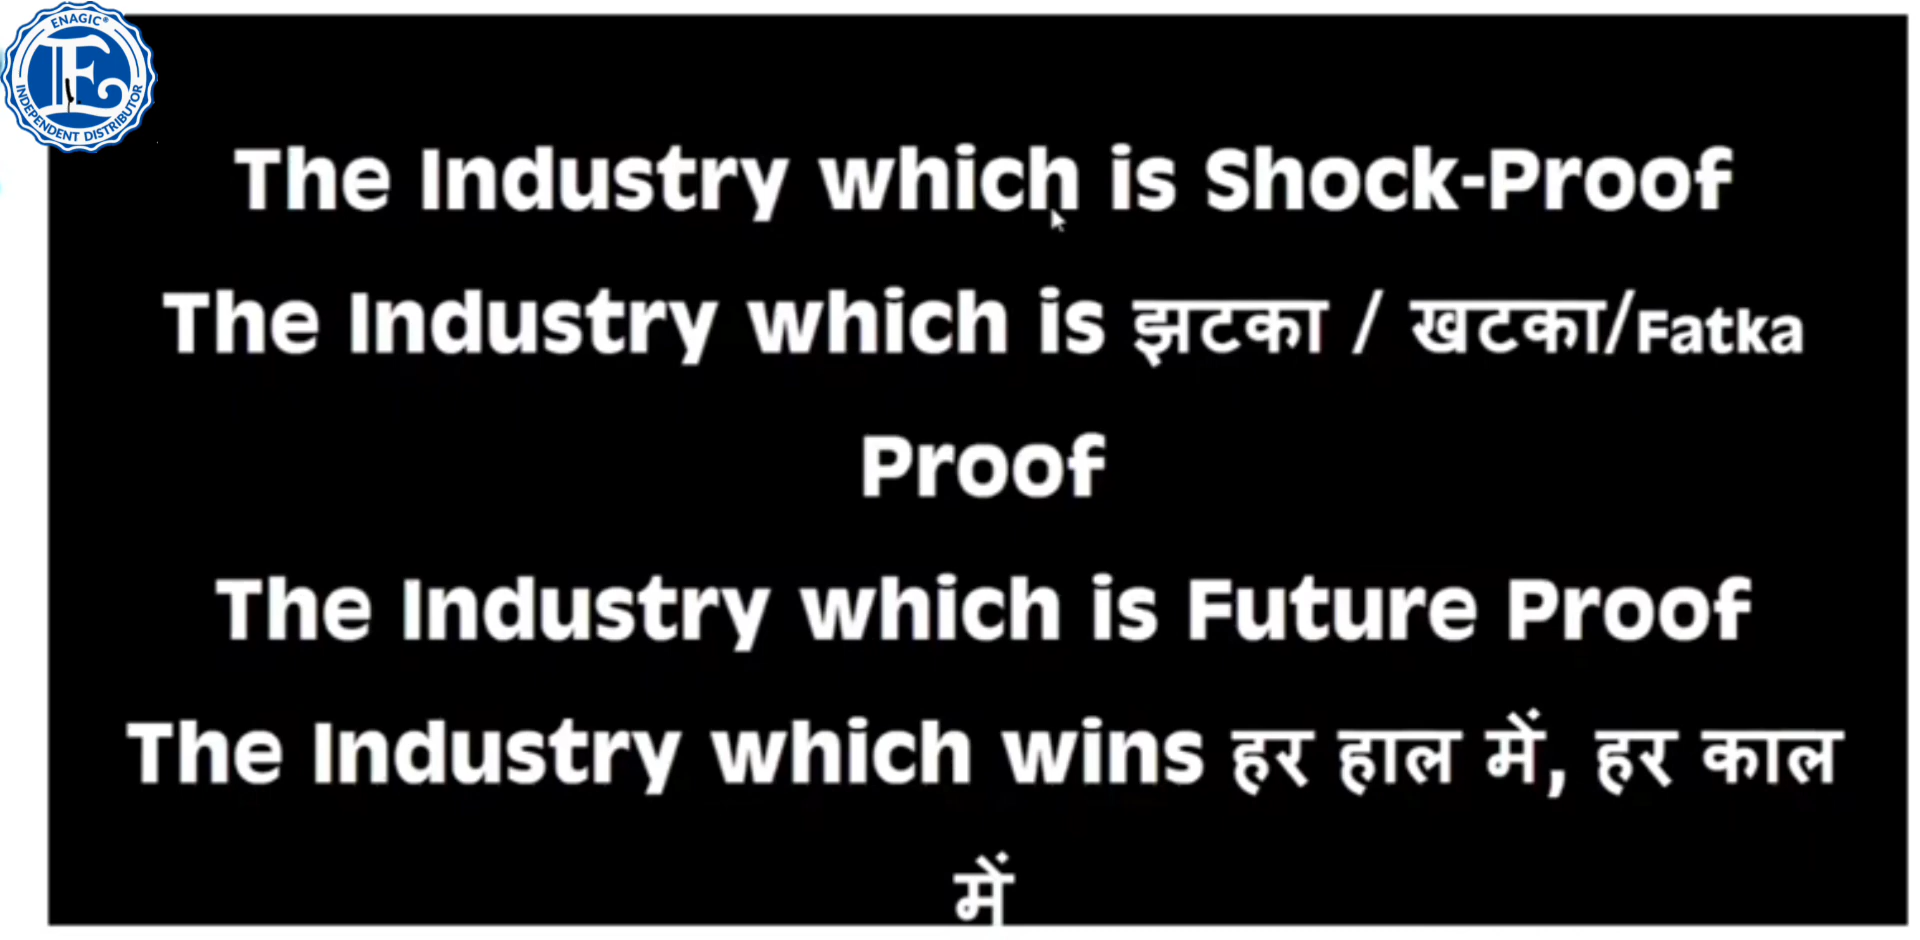 ENAGIC®
INDEPENDENT DISTRIBUTOR
The Industry which is Shock-Proof
The Industry which is झटका / खटका/Fatka
Proof
The Industry which is Future Proof
The Industry which wins हर हाल में, हर काल
में